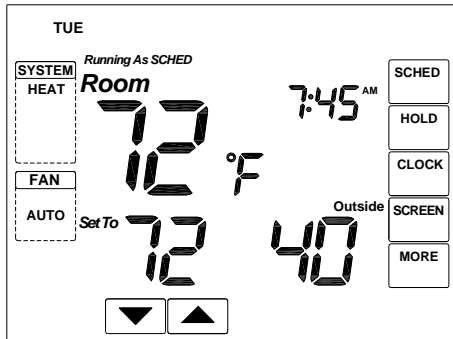 TUE
Running As SCHED
SYSTEM
HEAT
Room
72 °F
7:45 AM
FAN
AUTO
Set To 72
Outside 40
SCHED
HOLD
CLOCK
SCREEN
MORE